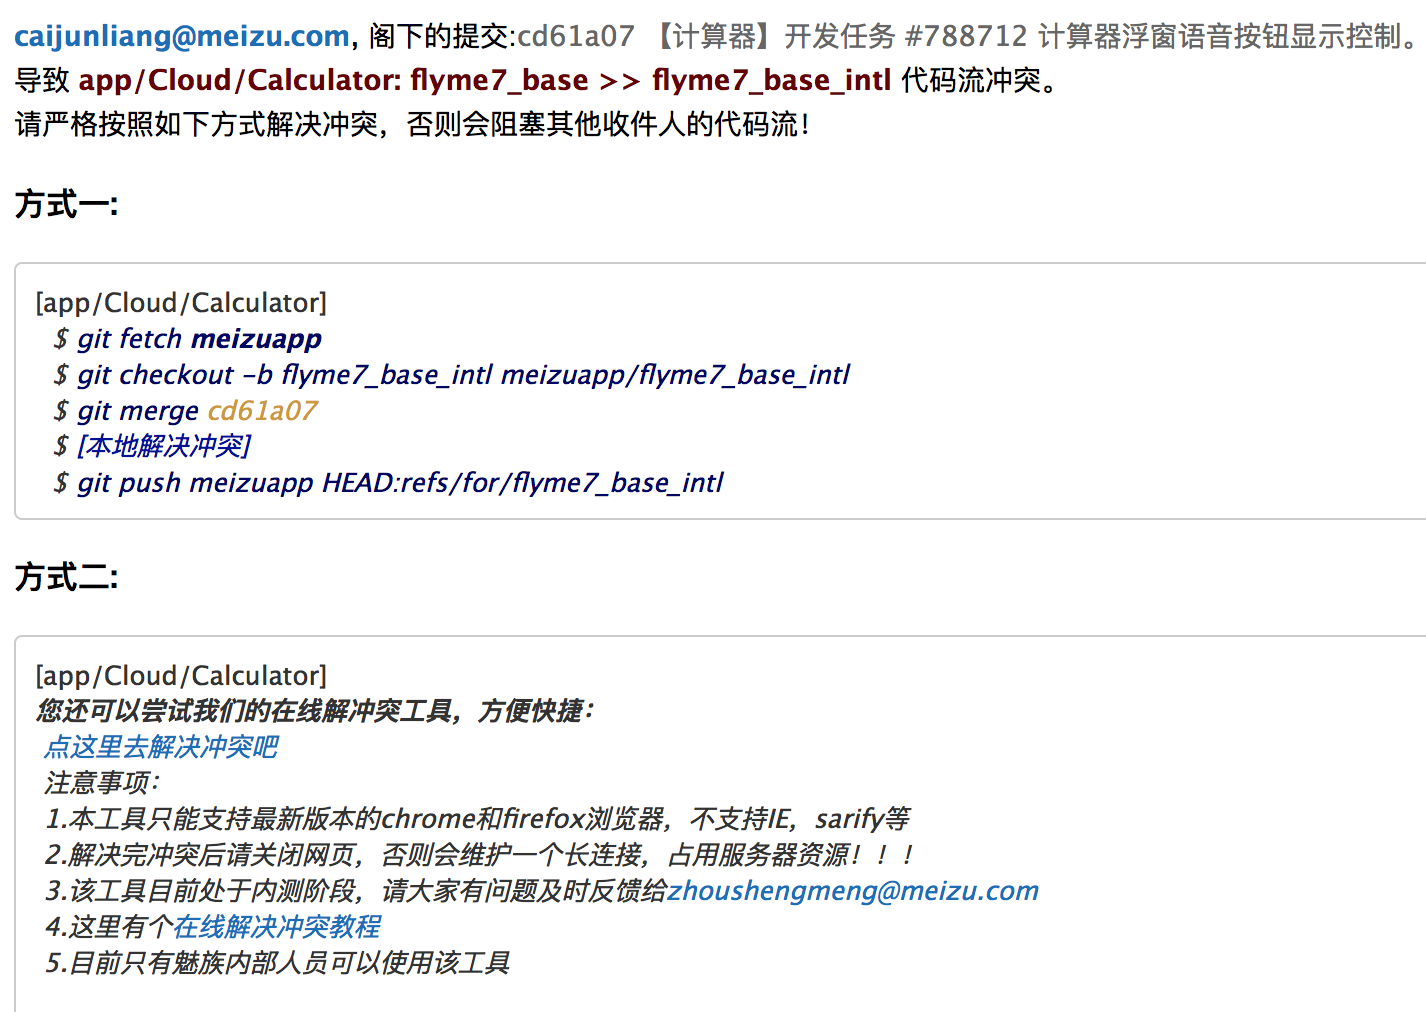 caijunliang@meizu.com, 阁下的提交:cd61a07 【计算器】开发任务 #788712 计算器浮窗语音按钮显示控制。
导致 app/Cloud/Calculator: flyme7_base >> flyme7_base_intl 代码流冲突。
请严格按照如下方式解决冲突，否则会阻塞其他收件人的代码流！
方式一:
[app/Cloud/Calculator]
$ git fetch meizuapp
$ git checkout -b flyme7_base_intl meizuapp/flyme7_base_intl
$ git merge cd61a07
$ [本地解决冲突]
$ git push meizuapp HEAD:refs/for/flyme7_base_intl
方式二:
[app/Cloud/Calculator]
您还可以尝试我们的在线解冲突工具，方便快捷：
点这里去解决冲突吧
注意事项：
1.本工具只能支持最新版本的chrome和firefox浏览器，不支持IE，sarify等
2.解决完冲突后请关闭网页，否则会维护一个长连接，占用服务器资源！！！
3.该工具目前处于内测阶段，请大家有问题及时反馈给zhoushengmeng@meizu.com
4.这里有个在线解决冲突教程
5.目前只有魅族内部人员可以使用该工具